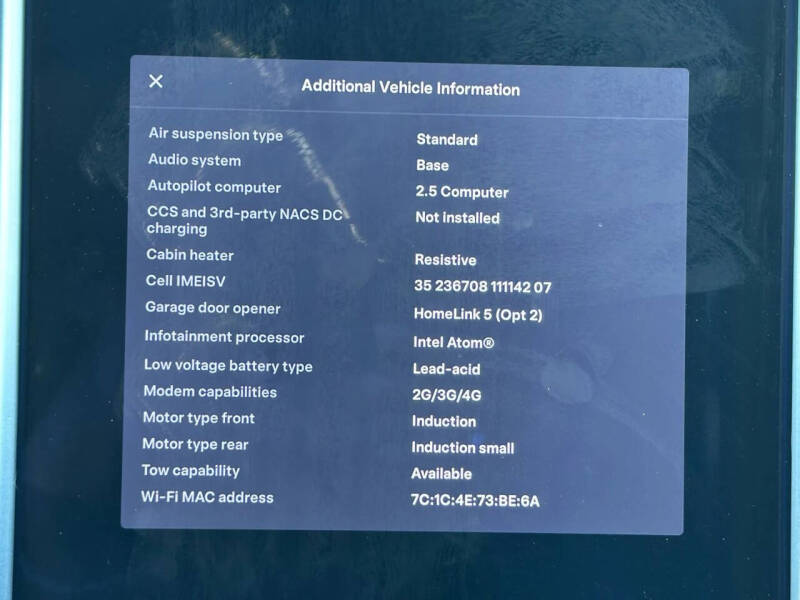 × Additional Vehicle Information
Air suspension type Standard
Audio system Base
Autopilot computer 2.5 Computer
CCS and 3rd-party NACS DC Not installed
charging
Cabin heater Resistive
Cell IMEISV 35 236708 111142 07
Garage door opener HomeLink 5 (Opt 2)
Infotainment processor Intel Atom®
Low voltage battery type Lead-acid
Modem capabilities 2G/3G/4G
Motor type front Induction
Motor type rear Induction small
Tow capability Available
Wi-Fi MAC address 7C:1C:4E:73:BE:6A